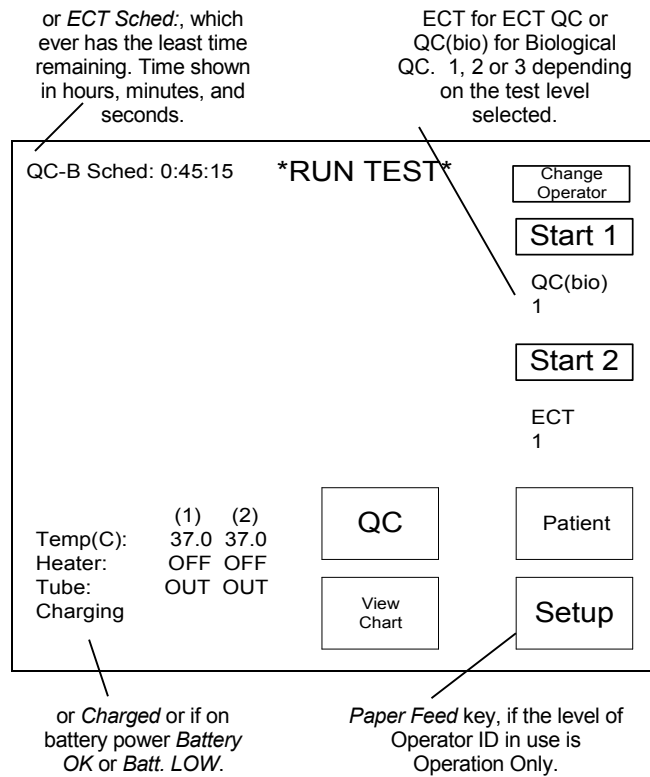 or ECT Sched:, which
ever has the least time
remaining. Time shown
in hours, minutes, and
seconds.
ECT for ECT QC or
QC(bio) for Biological
QC.  1, 2 or 3 depending
on the test level
selected.
QC-B Sched: 0:45:15
*RUN TEST*
Change
Operator
Start 1
QC(bio)
1
Start 2
ECT
1
(1) (2)
Temp(C): 37.0 37.0
Heater: OFF OFF
Tube: OUT OUT
Charging
QC
Patient
View
Chart
Setup
or Charged or if on
battery power Battery
OK or Batt. LOW.
Paper Feed key, if the level of
Operator ID in use is
Operation Only.